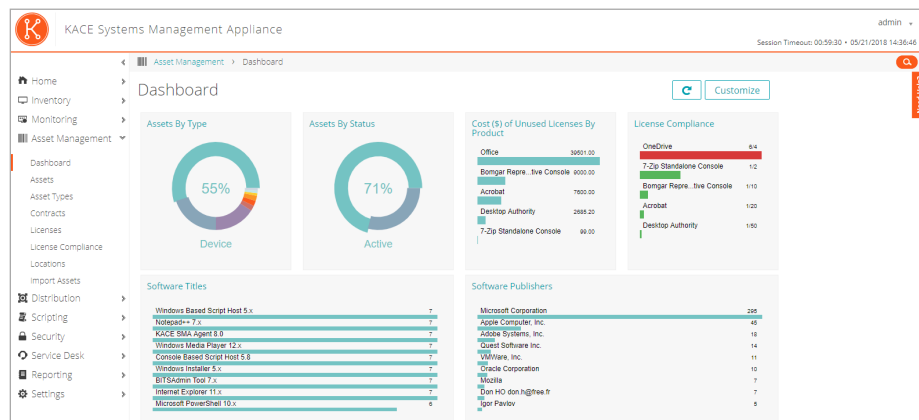 KACE Systems Management Appliance
admin
Session Timeout: 00:59:30 • 05/21/2018 14:36:46
Asset Management > Dashboard
Home
Inventory
Monitoring
Asset Management
Dashboard
Assets
Asset Types
Contracts
Licenses
License Compliance
Locations
Import Assets
Distribution
Scripting
Security
Service Desk
Reporting
Settings
Dashboard
Customize
Assets By Type
55%
Device
Assets By Status
71%
Active
Cost ($) of Unused Licenses By
Product
Office 39501.00
Bomgar Repre...tive Console 9000.00
Acrobat 7600.00
Desktop Authority 2685.20
7-Zip Standalone Console 99.00
License Compliance
OneDrive 6/4
7-Zip Standalone Console 1/2
Bomgar Repre...tive Console 1/10
Acrobat 1/20
Desktop Authority 1/50
Software Titles
Windows Based Script Host 5.x 7
Notepad++ 7.x 7
KACE SMA Agent 8.0 7
Windows Media Player 12.x 7
Console Based Script Host 5.8 7
Windows Installer 5.x 7
BITSAdmin Tool 7.x 7
Internet Explorer 11.x 7
Microsoft PowerShell 10.x 6
Software Publishers
Microsoft Corporation 295
Apple Computer, Inc. 45
Adobe Systems, Inc. 18
Quest Software Inc. 14
VMWare, Inc. 11
Oracle Corporation 10
Mozilla 7
Don HO don.h@free.fr 7
Igor Pavlov 5